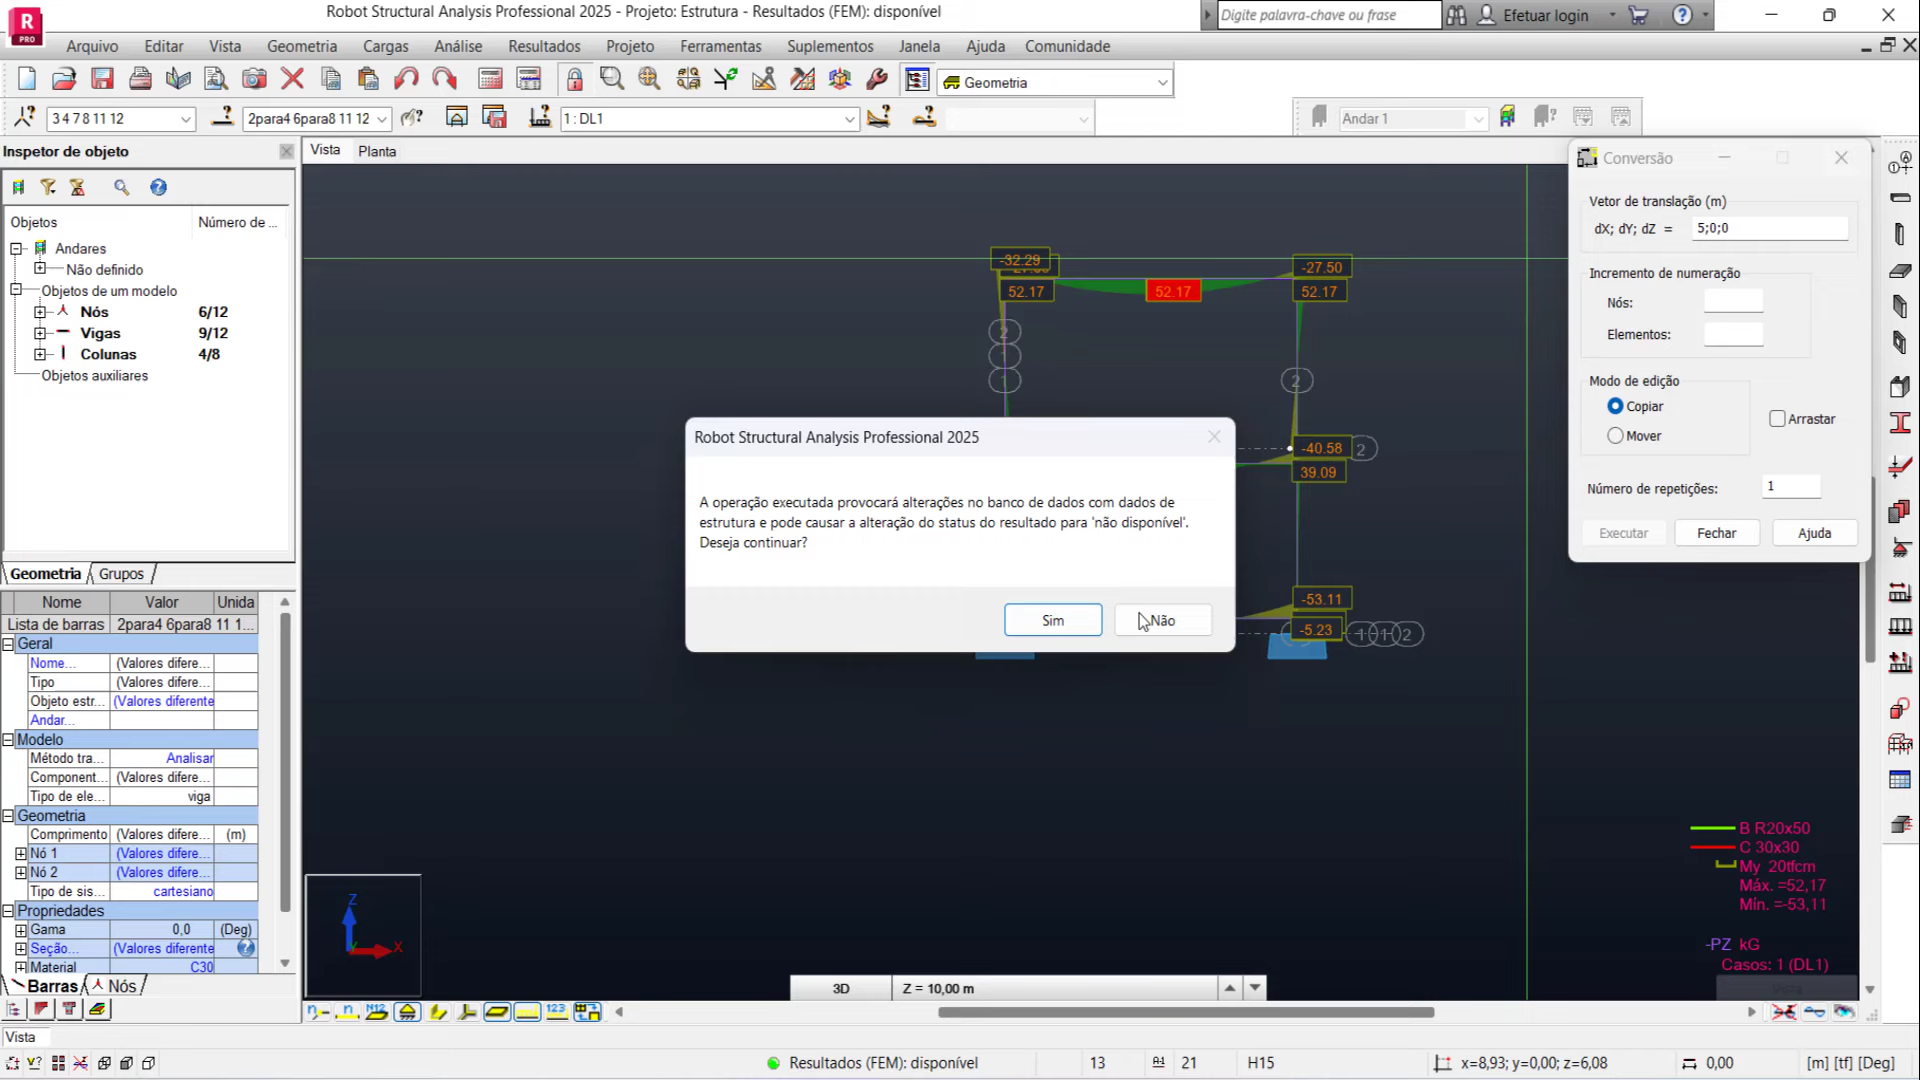 Robot Structural Analysis Professional 2025 - Projeto: Estrutura - Resultados (FEM): disponível
Digite palavra-chave ou frase
Efetuar login
R
PRO
Arquivo Editar Vista Geometria Cargas Análise Resultados Projeto Ferramentas Suplementos Janela Ajuda Comunidade
Geometria
3 4 7 8 11 12
2para4 6para8 11 12
1 : DL1
Andar 1
Inspetor de objeto
Vista Planta
Objetos Número de ...
Andares
Não definido
Objetos de um modelo
Nós 6/12
Vigas 9/12
Colunas 4/8
Objetos auxiliares
Geometria Grupos
Nome Valor Unida
Lista de barras 2para4 6para8 11 1...
Geral
Nome... (Valores difere...
Tipo (Valores difere...
Objeto estr... (Valores diferente
Andar...
Modelo
Método tra... Analisar
Component... (Valores difere...
Tipo de ele... viga
Geometria
Comprimento (Valores difere... (m)
Nó 1 (Valores difere...
Nó 2 (Valores difere...
Tipo de sis... cartesiano
Propriedades
Gama 0,0 (Deg)
Seção... (Valores diferente
Material C30
Barras Nós
Vista
-32.29
-27.50
52.17
52.17
52.17
2
1
1
2
-40.58 2
39.09
-53.11
-5.23 1 1 2
Robot Structural Analysis Professional 2025
A operação executada provocará alterações no banco de dados com dados de
estrutura e pode causar a alteração do status do resultado para 'não disponível'.
Deseja continuar?
Sim Não
Conversão
Vetor de translação (m)
dX; dY; dZ = 5;0;0
Incremento de numeração
Nós:
Elementos:
Modo de edição
Copiar
Mover
Arrastar
Número de repetições: 1
Executar Fechar Ajuda
B R20x50
C 30x30
My 20tfcm
Máx. =52,17
Mín. =-53,11
-PZ kG
Casos: 1 (DL1)
Z
X
3D Z = 10,00 m
Resultados (FEM): disponível 13 21 H15 x=8,93; y=0,00; z=6,08 0,00 [m] [tf] [Deg]